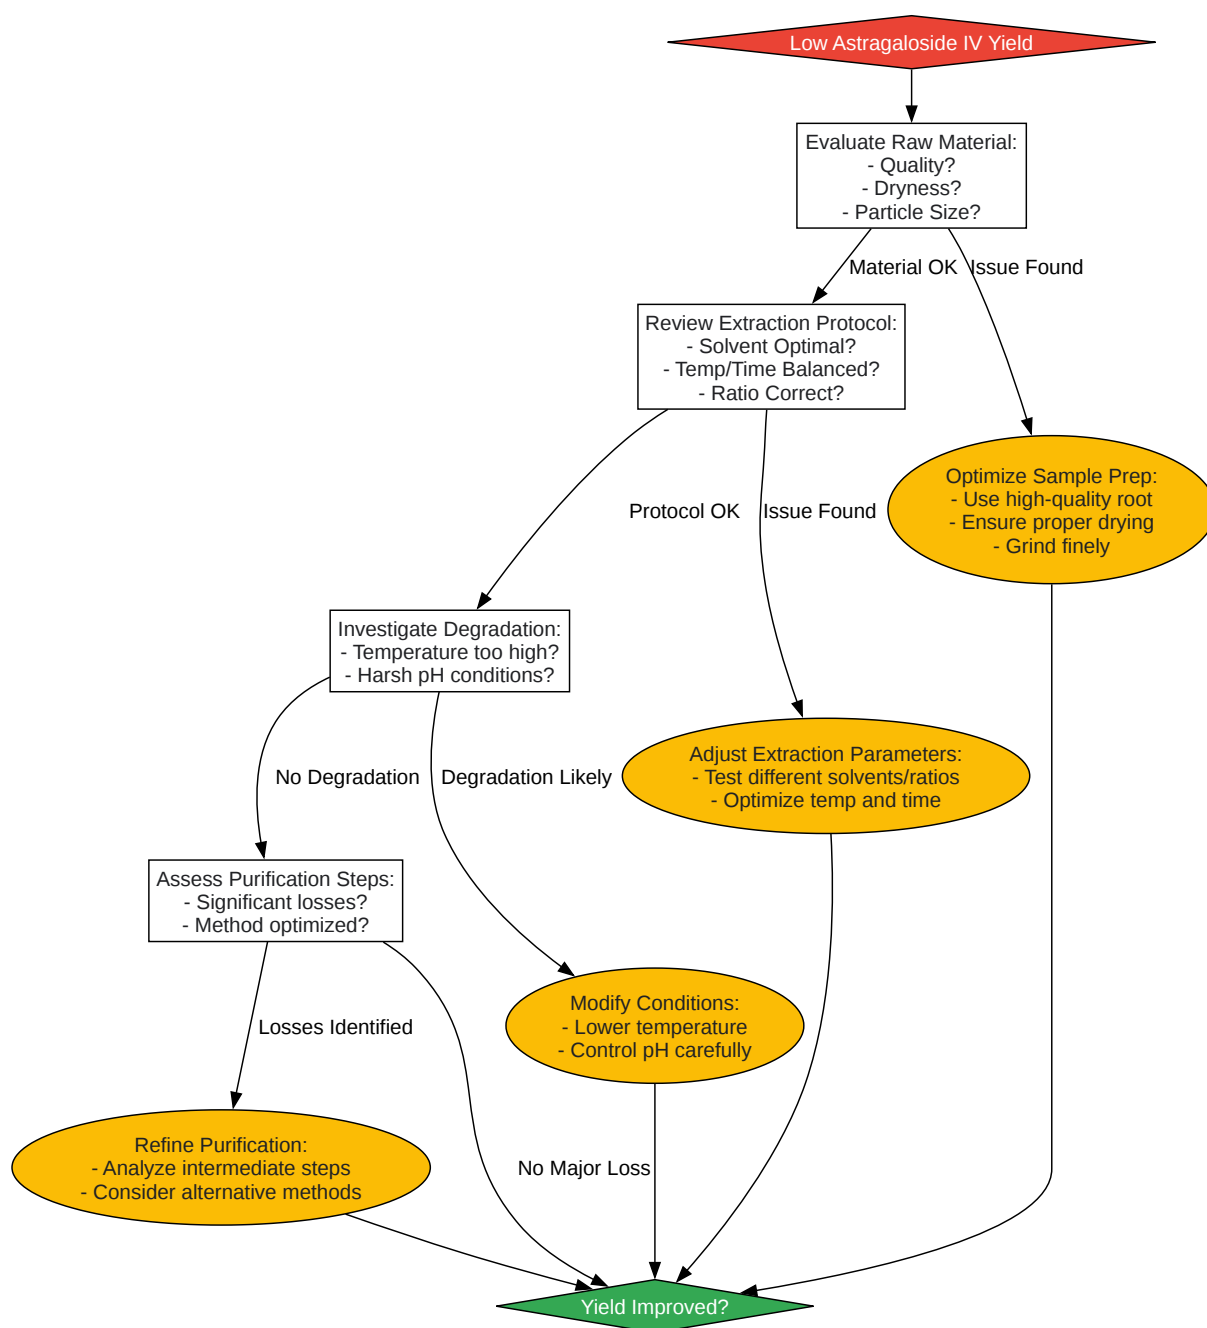 Low Astragaloside IV Yield
Evaluate Raw Material:
- Quality?
- Dryness?
- Particle Size?
Material OK
Issue Found
Review Extraction Protocol:
- Solvent Optimal?
- Temp/Time Balanced?
- Ratio Correct?
Optimize Sample Prep:
- Use high-quality root
- Ensure proper drying
- Grind finely
Protocol OK
Issue Found
Investigate Degradation:
- Temperature too high?
- Harsh pH conditions?
Adjust Extraction Parameters:
- Test different solvents/ratios
- Optimize temp and time
No Degradation
Degradation Likely
Assess Purification Steps:
- Significant losses?
- Method optimized?
Modify Conditions:
- Lower temperature
- Control pH carefully
Losses Identified
Refine Purification:
- Analyze intermediate steps
- Consider alternative methods
No Major Loss
Yield Improved?